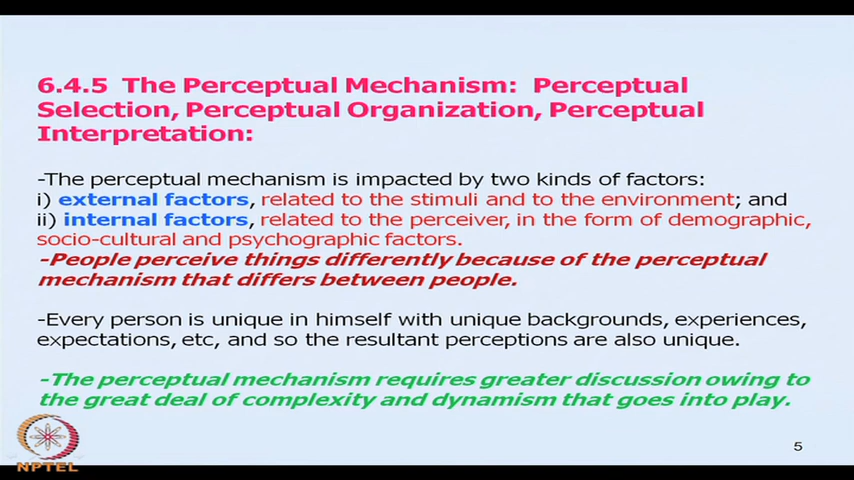 6.4.5 The Perceptual Mechanism: Perceptual
Selection, Perceptual Organization, Perceptual
Interpretation:
-The perceptual mechanism is impacted by two kinds of factors:
i) external factors, related to the stimuli and to the environment; and
ii) internal factors, related to the perceiver, in the form of demographic,
socio-cultural and psychographic factors.
-People perceive things differently because of the perceptual
mechanism that differs between people.
-Every person is unique in himself with unique backgrounds, experiences,
expectations, etc, and so the resultant perceptions are also unique.
-The perceptual mechanism requires greater discussion owing to
the great deal of complexity and dynamism that goes into play.
5
NPTEL